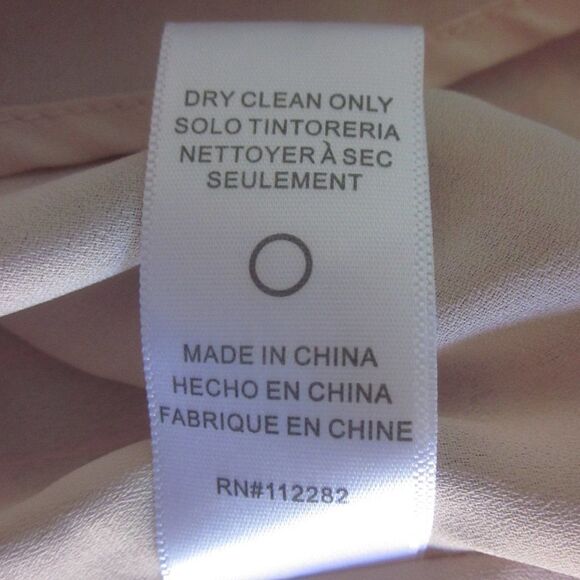 DRY CLEAN ONLY
SOLO TINTORERIA
NETTOYER À SEC
SEULEMENT
MADE IN CHINA
HECHO EN CHINA
FABRIQUE EN CHINE
RN#112282